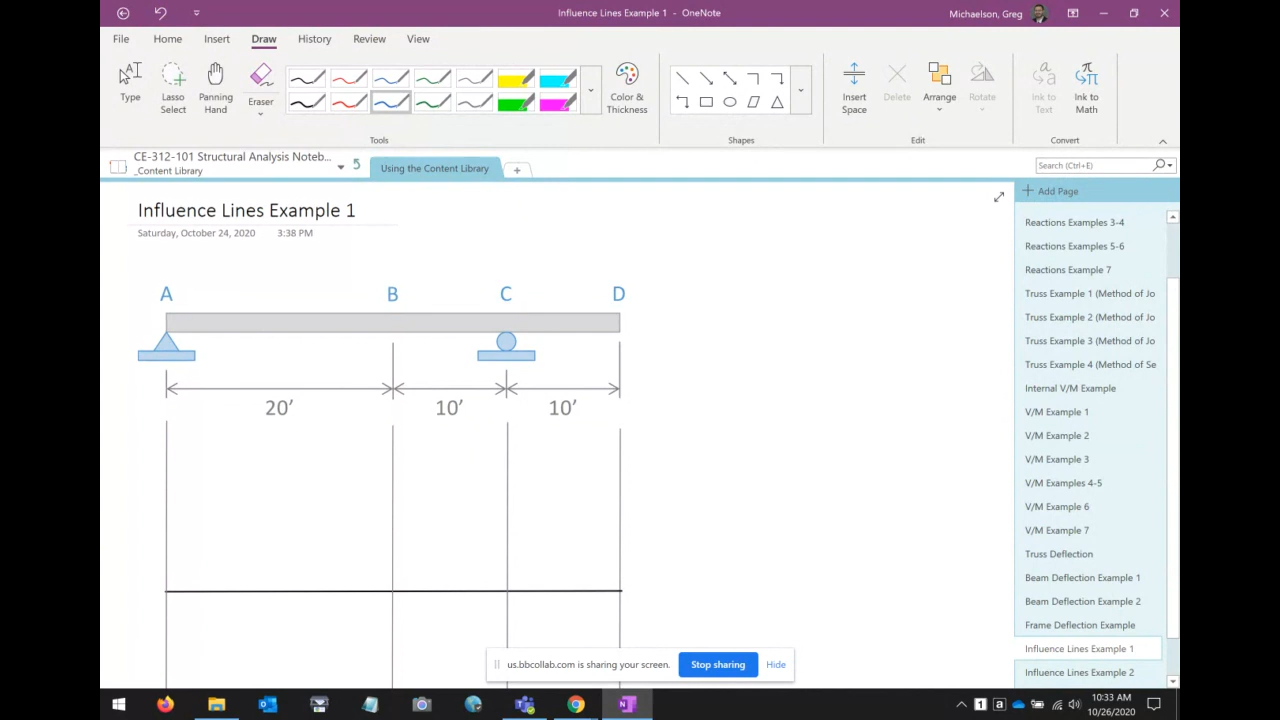 Influence Lines Example 1 - OneNote
Michaelson, Greg
File Home Insert Draw History Review View
Type
Lasso Select
Panning Hand
Eraser
Color & Thickness
Insert Space
Delete
Arrange
Rotate
Ink to Text
Ink to Math
Tools
Shapes
Edit
Convert
CE-312-101 Structural Analysis Noteb...
_Content Library
Using the Content Library
Search (Ctrl+E)
Add Page
Influence Lines Example 1
Saturday, October 24, 2020 3:38 PM
A B C D
20' 10' 10'
Reactions Examples 3-4
Reactions Examples 5-6
Reactions Example 7
Truss Example 1 (Method of Jo
Truss Example 2 (Method of Jo
Truss Example 3 (Method of Jo
Truss Example 4 (Method of Se
Internal V/M Example
V/M Example 1
V/M Example 2
V/M Example 3
V/M Examples 4-5
V/M Example 6
V/M Example 7
Truss Deflection
Beam Deflection Example 1
Beam Deflection Example 2
Frame Deflection Example
Influence Lines Example 1
Influence Lines Example 2
us.bbcollab.com is sharing your screen. Stop sharing Hide
10:33 AM
10/26/2020